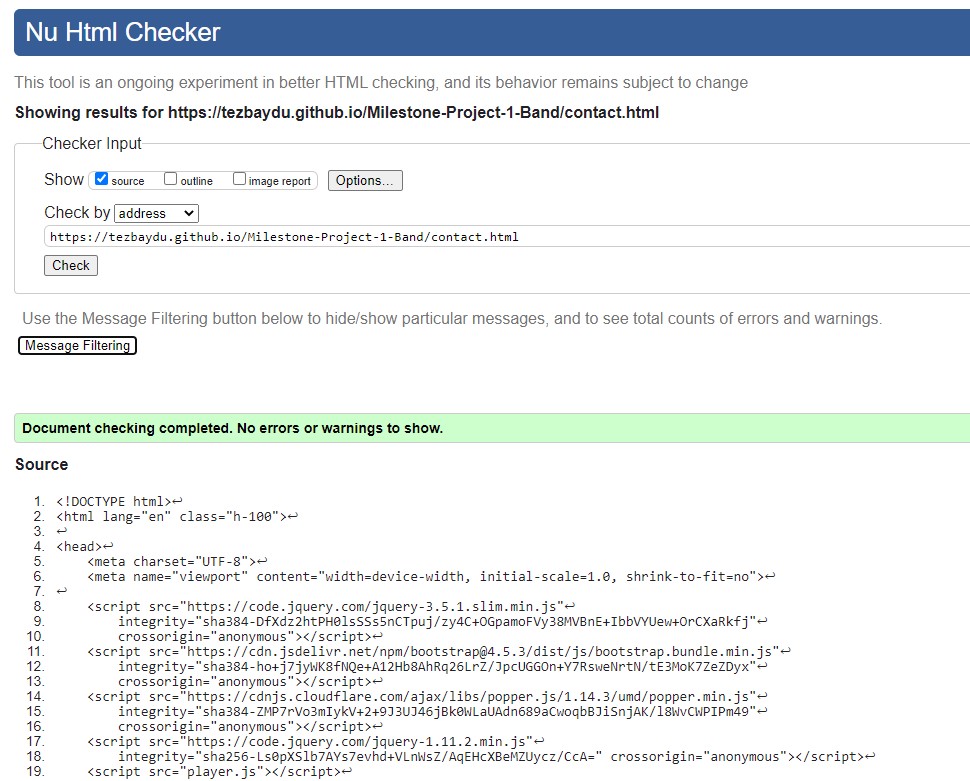 Nu Html Checker
This tool is an ongoing experiment in better HTML checking, and its behavior remains subject to change
Showing results for https://tezbaydu.github.io/Milestone-Project-1-Band/contact.html
Checker Input
Show source outline image report Options...
Check by address
https://tezbaydu.github.io/Milestone-Project-1-Band/contact.html
Check
Use the Message Filtering button below to hide/show particular messages, and to see total counts of errors and warnings.
Message Filtering
Document checking completed. No errors or warnings to show.
Source
1. <!DOCTYPE html>↩
2. <html lang="en" class="h-100">↩
3. ↩
4. <head>↩
5. <meta charset="UTF-8">↩
6. <meta name="viewport" content="width=device-width, initial-scale=1.0, shrink-to-fit=no">↩
7. ↩
8. <script src="https://code.jquery.com/jquery-3.5.1.slim.min.js"↩
9. integrity="sha384-DfXdz2htPH0lsSSs5nCTpuj/zy4C+OGpamoFVy38MVBnE+IbbVYUew+OrCXaRkfj"↩
10. crossorigin="anonymous"></script>↩
11. <script src="https://cdn.jsdelivr.net/npm/bootstrap@4.5.3/dist/js/bootstrap.bundle.min.js"↩
12. integrity="sha384-ho+j7jyWK8fNQe+A12Hb8AhRq26LrZ/JpcUGGOn+Y7RsweNrtN/tE3MoK7ZeZDyx"↩
13. crossorigin="anonymous"></script>↩
14. <script src="https://cdnjs.cloudflare.com/ajax/libs/popper.js/1.14.3/umd/popper.min.js"↩
15. integrity="sha384-ZMP7rVo3mIykV+2+9J3UJ46jBk0WLaUAdn689aCwoqbBJiSnjAK/l8WvCWPIPm49"↩
16. crossorigin="anonymous"></script>↩
17. <script src="https://code.jquery.com/jquery-1.11.2.min.js"↩
18. integrity="sha256-Ls0pXSlb7AYs7evhd+VLnWsZ/AqEHcXBeMZUycz/CcA=" crossorigin="anonymous"></script>↩
19. <script src="player.js"></script>↩